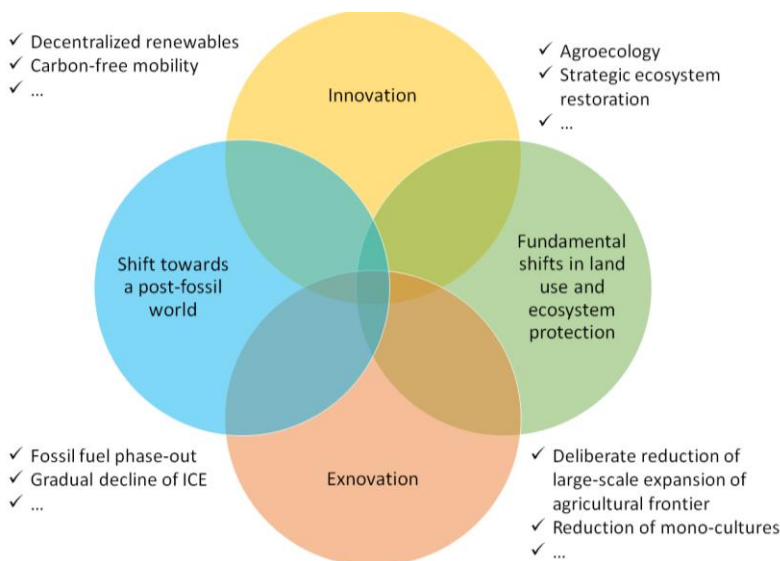 ✓ Decentralized renewables
✓ Carbon-free mobility
✓ ...
Innovation
✓ Agroecology
✓ Strategic ecosystem
restoration
✓ ...
Shift towards
a post-fossil
world
Fundamental
shifts in land
use and
ecosystem
protection
✓ Fossil fuel phase-out
✓ Gradual decline of ICE
✓ ...
Exnovation
✓ Deliberate reduction of
large-scale expansion of
agricultural frontier
✓ Reduction of mono-cultures
✓ ...